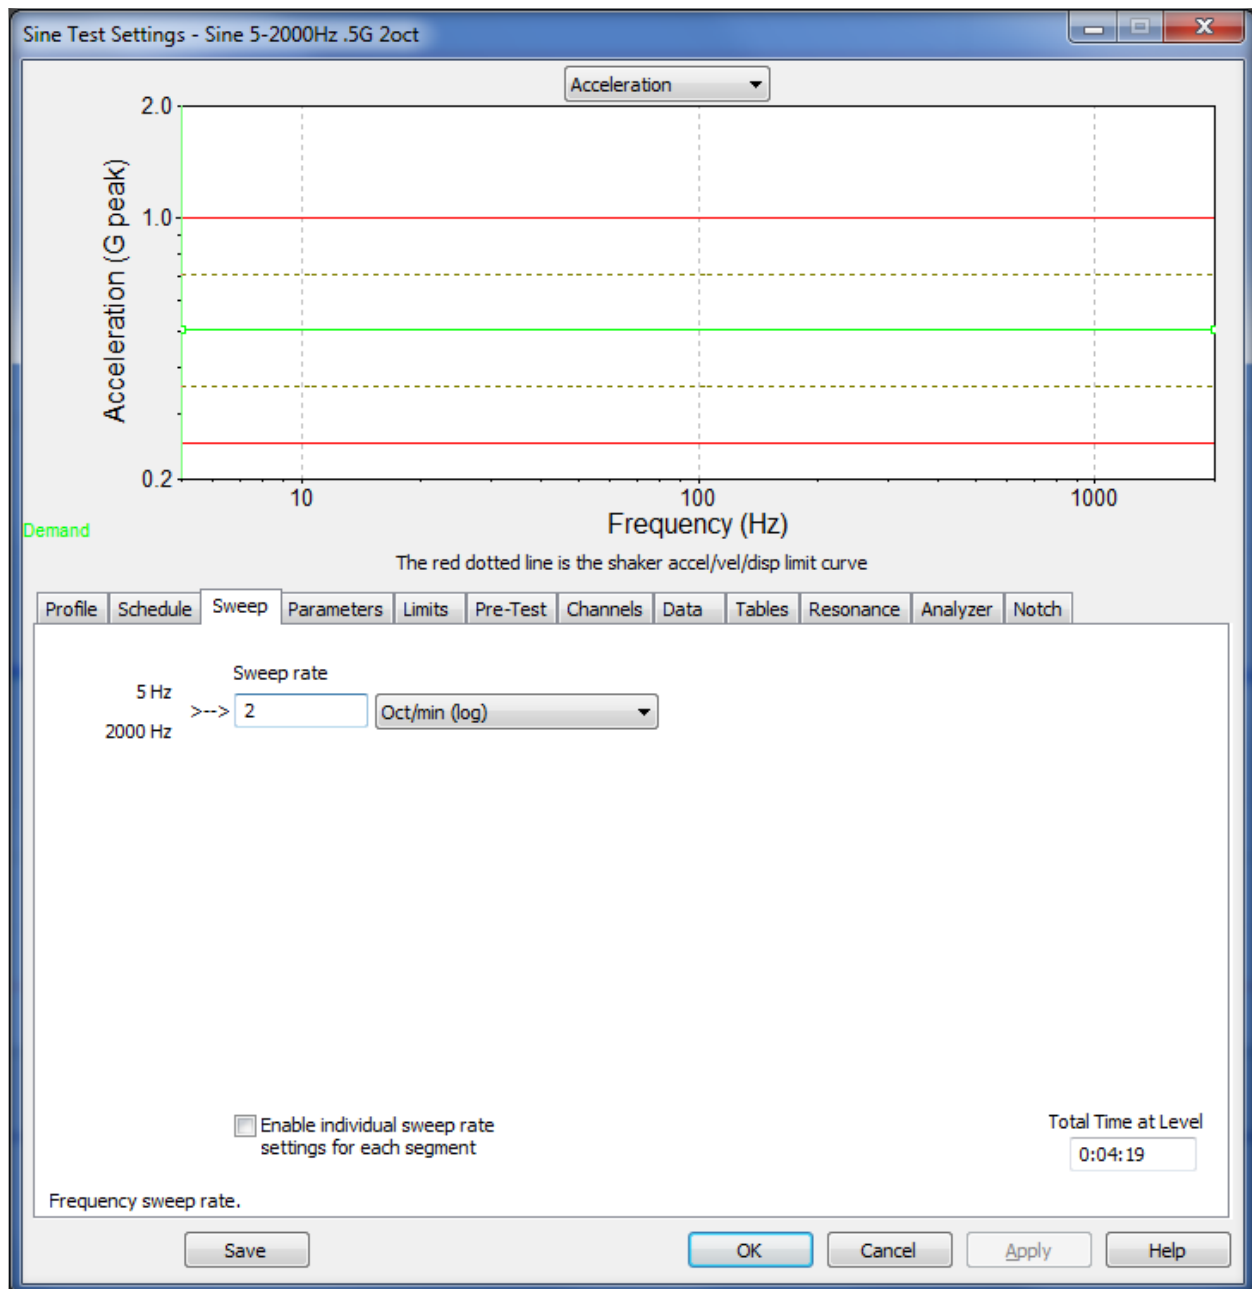 Sine Test Settings - Sine 5-2000Hz .5G 2oct
Acceleration
2.0
1.0
0.2
Acceleration (G peak)
10
100
1000
Frequency (Hz)
Demand
The red dotted line is the shaker accel/vel/disp limit curve
Profile Schedule Sweep Parameters Limits Pre-Test Channels Data Tables Resonance Analyzer Notch
Sweep rate
5 Hz
>--> 2 Oct/min (log)
2000 Hz
Enable individual sweep rate
settings for each segment
Total Time at Level
0:04:19
Frequency sweep rate.
Save OK Cancel Apply Help